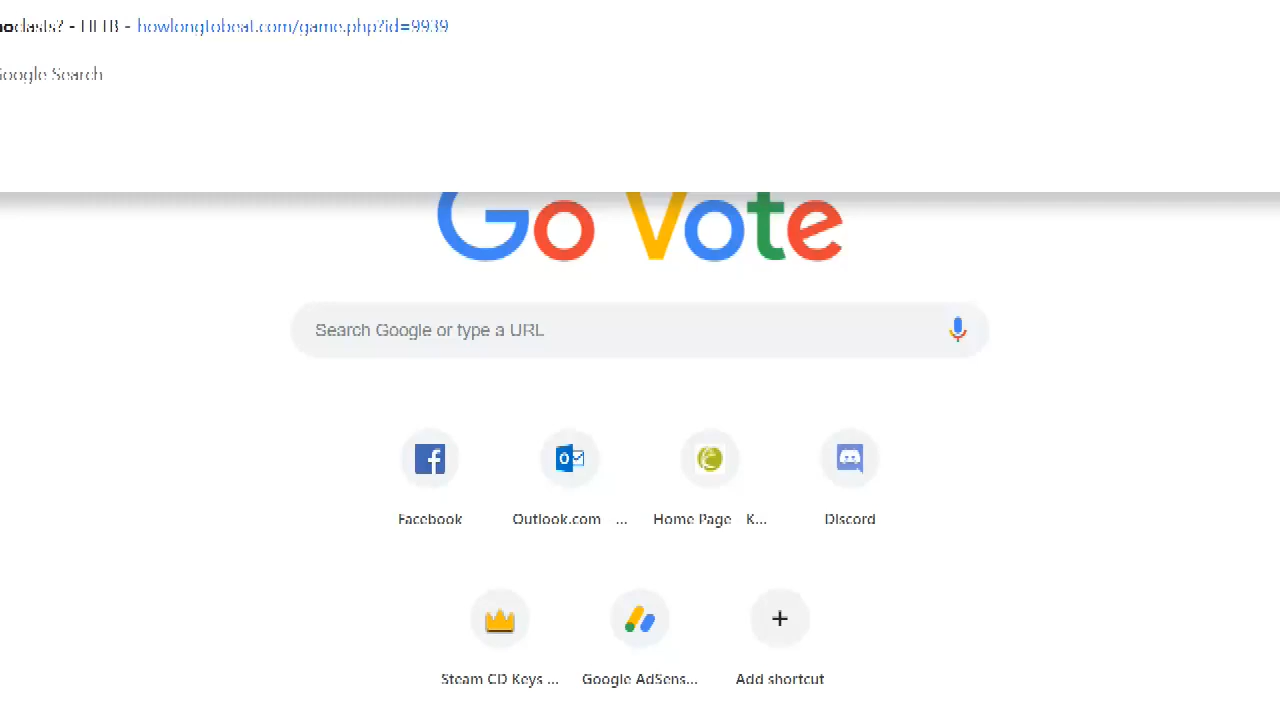 oclasts? - HLTB - howlongtobeat.com/game.php?id=9939
Google Search
Go Vote
Search Google or type a URL
Facebook
Outlook.com ...
Home Page K...
Discord
Steam CD Keys ...
Google AdSens...
Add shortcut